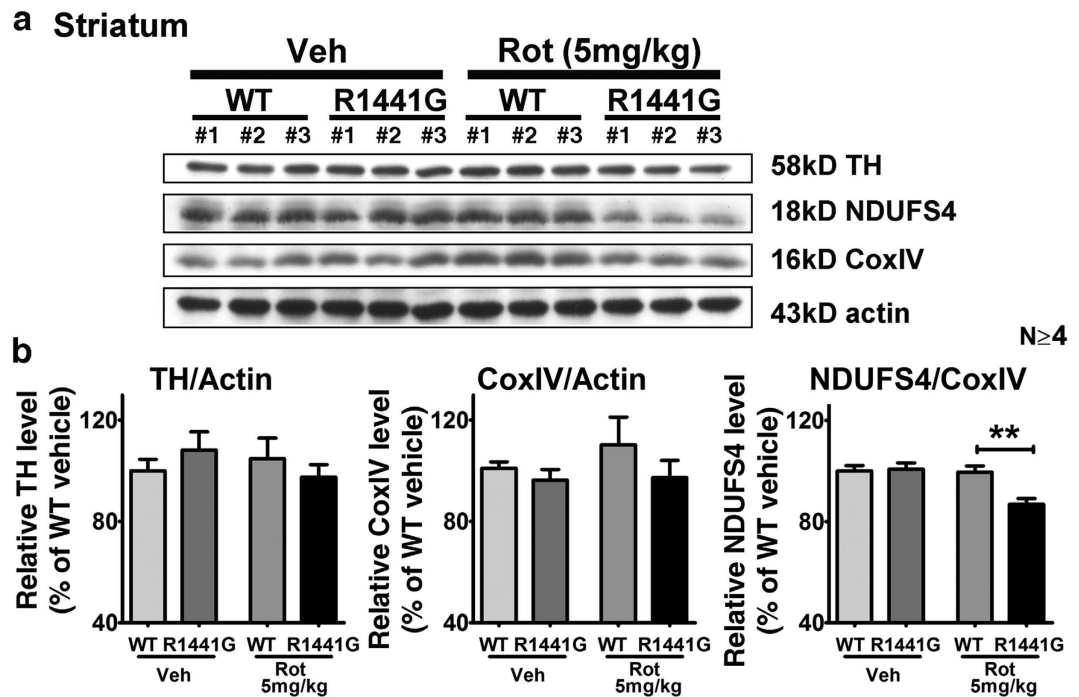 a Striatum
Veh Rot (5mg/kg)
WT R1441G WT R1441G
#1 #2 #3 #1 #2 #3 #1 #2 #3 #1 #2 #3
58kD TH
18kD NDUFS4
16kD CoxIV
43kD actin
N≥4
b
TH/Actin
Relative TH level
(% of WT vehicle)
120
80
40
WT R1441G WT R1441G
Veh Rot
5mg/kg
CoxIV/Actin
Relative CoxIV level
(% of WT vehicle)
120
80
40
WT R1441G WT R1441G
Veh Rot
5mg/kg
NDUFS4/CoxIV
Relative NDUFS4 level
(% of WT vehicle)
120
80
40
**
WT R1441G WT R1441G
Veh Rot
5mg/kg